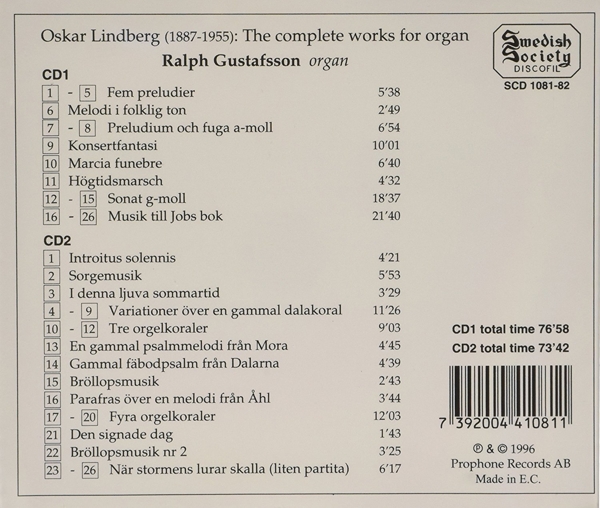 Oskar Lindberg (1887-1955): The complete works for organ
Ralph Gustafsson organ
Swedish
Society
DISCOFIL
SCD 1081-82
CD1
1 - 5 Fem preludier 5’38
6 Melodi i folklig ton 2’49
7 - 8 Preludium och fuga a-moll 6’54
9 Konsertfantasi 10’01
10 Marcia funebre 6’40
11 Högtidsmarsch 4’32
12 - 15 Sonat g-moll 18’37
16 - 26 Musik till Jobs bok 21’40
CD2
1 Introitus solennis 4’21
2 Sorgemusik 5’53
3 I denna ljuva sommartid 3’29
4 - 9 Variationer över en gammal dalakoral 11’26
10 - 12 Tre orgelkoraler 9’03
13 En gammal psalmmelodi från Mora 4’45
14 Gammal fäbodpsalm från Dalarna 4’39
15 Bröllopsmusik 2’43
16 Parafras över en melodi från Åhl 3’44
17 - 20 Fyra orgelkoraler 12’03
21 Den signade dag 1’43
22 Bröllopsmusik nr 2 3’25
23 - 26 När stormens lurar skalla (liten partita) 6’17
CD1 total time 76’58
CD2 total time 73’42
7 392004 410811
℗ & © 1996
Prophone Records AB
Made in E.C.